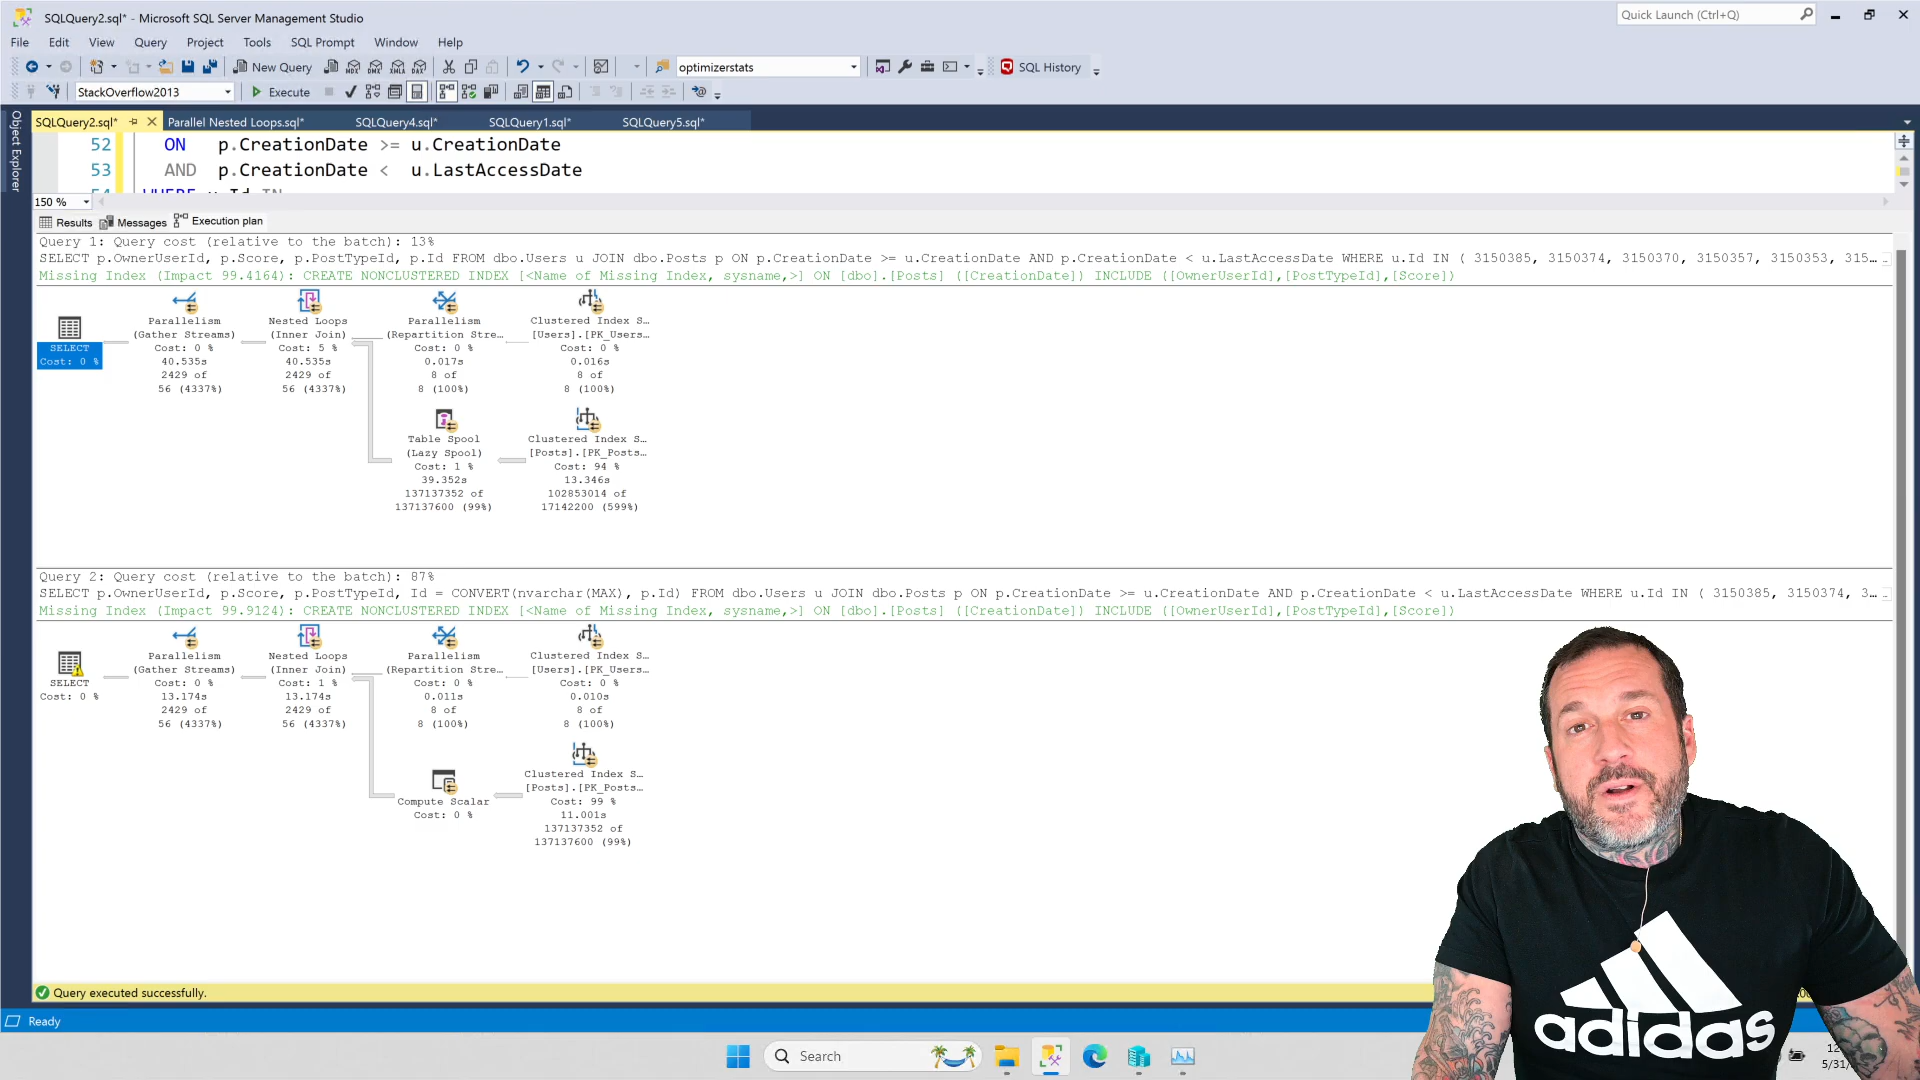 SQLQuery2.sql* - Microsoft SQL Server Management Studio
Quick Launch (Ctrl+Q)
File Edit View Query Project Tools SQL Prompt Window Help
New Query MDX DMX XMLA DAX optimizerstats SQL History
StackOverflow2013 Execute
Object Explorer
SQLQuery2.sql* Parallel Nested Loops.sql* SQLQuery4.sql* SQLQuery1.sql* SQLQuery5.sql*
52 ON p.CreationDate >= u.CreationDate
53 AND p.CreationDate < u.LastAccessDate
54 WHERE u.Id IN
150 %
Results Messages Execution plan
Query 1: Query cost (relative to the batch): 13%
SELECT p.OwnerUserId, p.Score, p.PostTypeId, p.Id FROM dbo.Users u JOIN dbo.Posts p ON p.CreationDate >= u.CreationDate AND p.CreationDate < u.LastAccessDate WHERE u.Id IN ( 3150385, 3150374, 3150370, 3150357, 3150353, 315...
Missing Index (Impact 99.4164): CREATE NONCLUSTERED INDEX [<Name of Missing Index, sysname,>] ON [dbo].[Posts] ([CreationDate]) INCLUDE ([OwnerUserId],[PostTypeId],[Score])
SELECT
Cost: 0 %
Parallelism
(Gather Streams)
Cost: 0 %
40.535s
2429 of
56 (4337%)
Nested Loops
(Inner Join)
Cost: 5 %
40.535s
2429 of
56 (4337%)
Parallelism
(Repartition Stre...
Cost: 0 %
0.017s
8 of
8 (100%)
Clustered Index S...
[Users].[PK_Users...
Cost: 0 %
0.016s
8 of
8 (100%)
Table Spool
(Lazy Spool)
Cost: 1 %
39.352s
137137352 of
137137600 (99%)
Clustered Index S...
[Posts].[PK_Posts...
Cost: 94 %
13.346s
102853014 of
17142200 (599%)
Query 2: Query cost (relative to the batch): 87%
SELECT p.OwnerUserId, p.Score, p.PostTypeId, Id = CONVERT(nvarchar(MAX), p.Id) FROM dbo.Users u JOIN dbo.Posts p ON p.CreationDate >= u.CreationDate AND p.CreationDate < u.LastAccessDate WHERE u.Id IN ( 3150385, 3150374, 3...
Missing Index (Impact 99.9124): CREATE NONCLUSTERED INDEX [<Name of Missing Index, sysname,>] ON [dbo].[Posts] ([CreationDate]) INCLUDE ([OwnerUserId],[PostTypeId],[Score])
SELECT
Cost: 0 %
Parallelism
(Gather Streams)
Cost: 0 %
13.174s
2429 of
56 (4337%)
Nested Loops
(Inner Join)
Cost: 1 %
13.174s
2429 of
56 (4337%)
Parallelism
(Repartition Stre...
Cost: 0 %
0.011s
8 of
8 (100%)
Clustered Index S...
[Users].[PK_Users...
Cost: 0 %
0.010s
8 of
8 (100%)
Compute Scalar
Cost: 0 %
Clustered Index S...
[Posts].[PK_Posts...
Cost: 99 %
11.001s
137137352 of
137137600 (99%)
Query executed successfully.
Ready
Search
adidas
12
5/31/